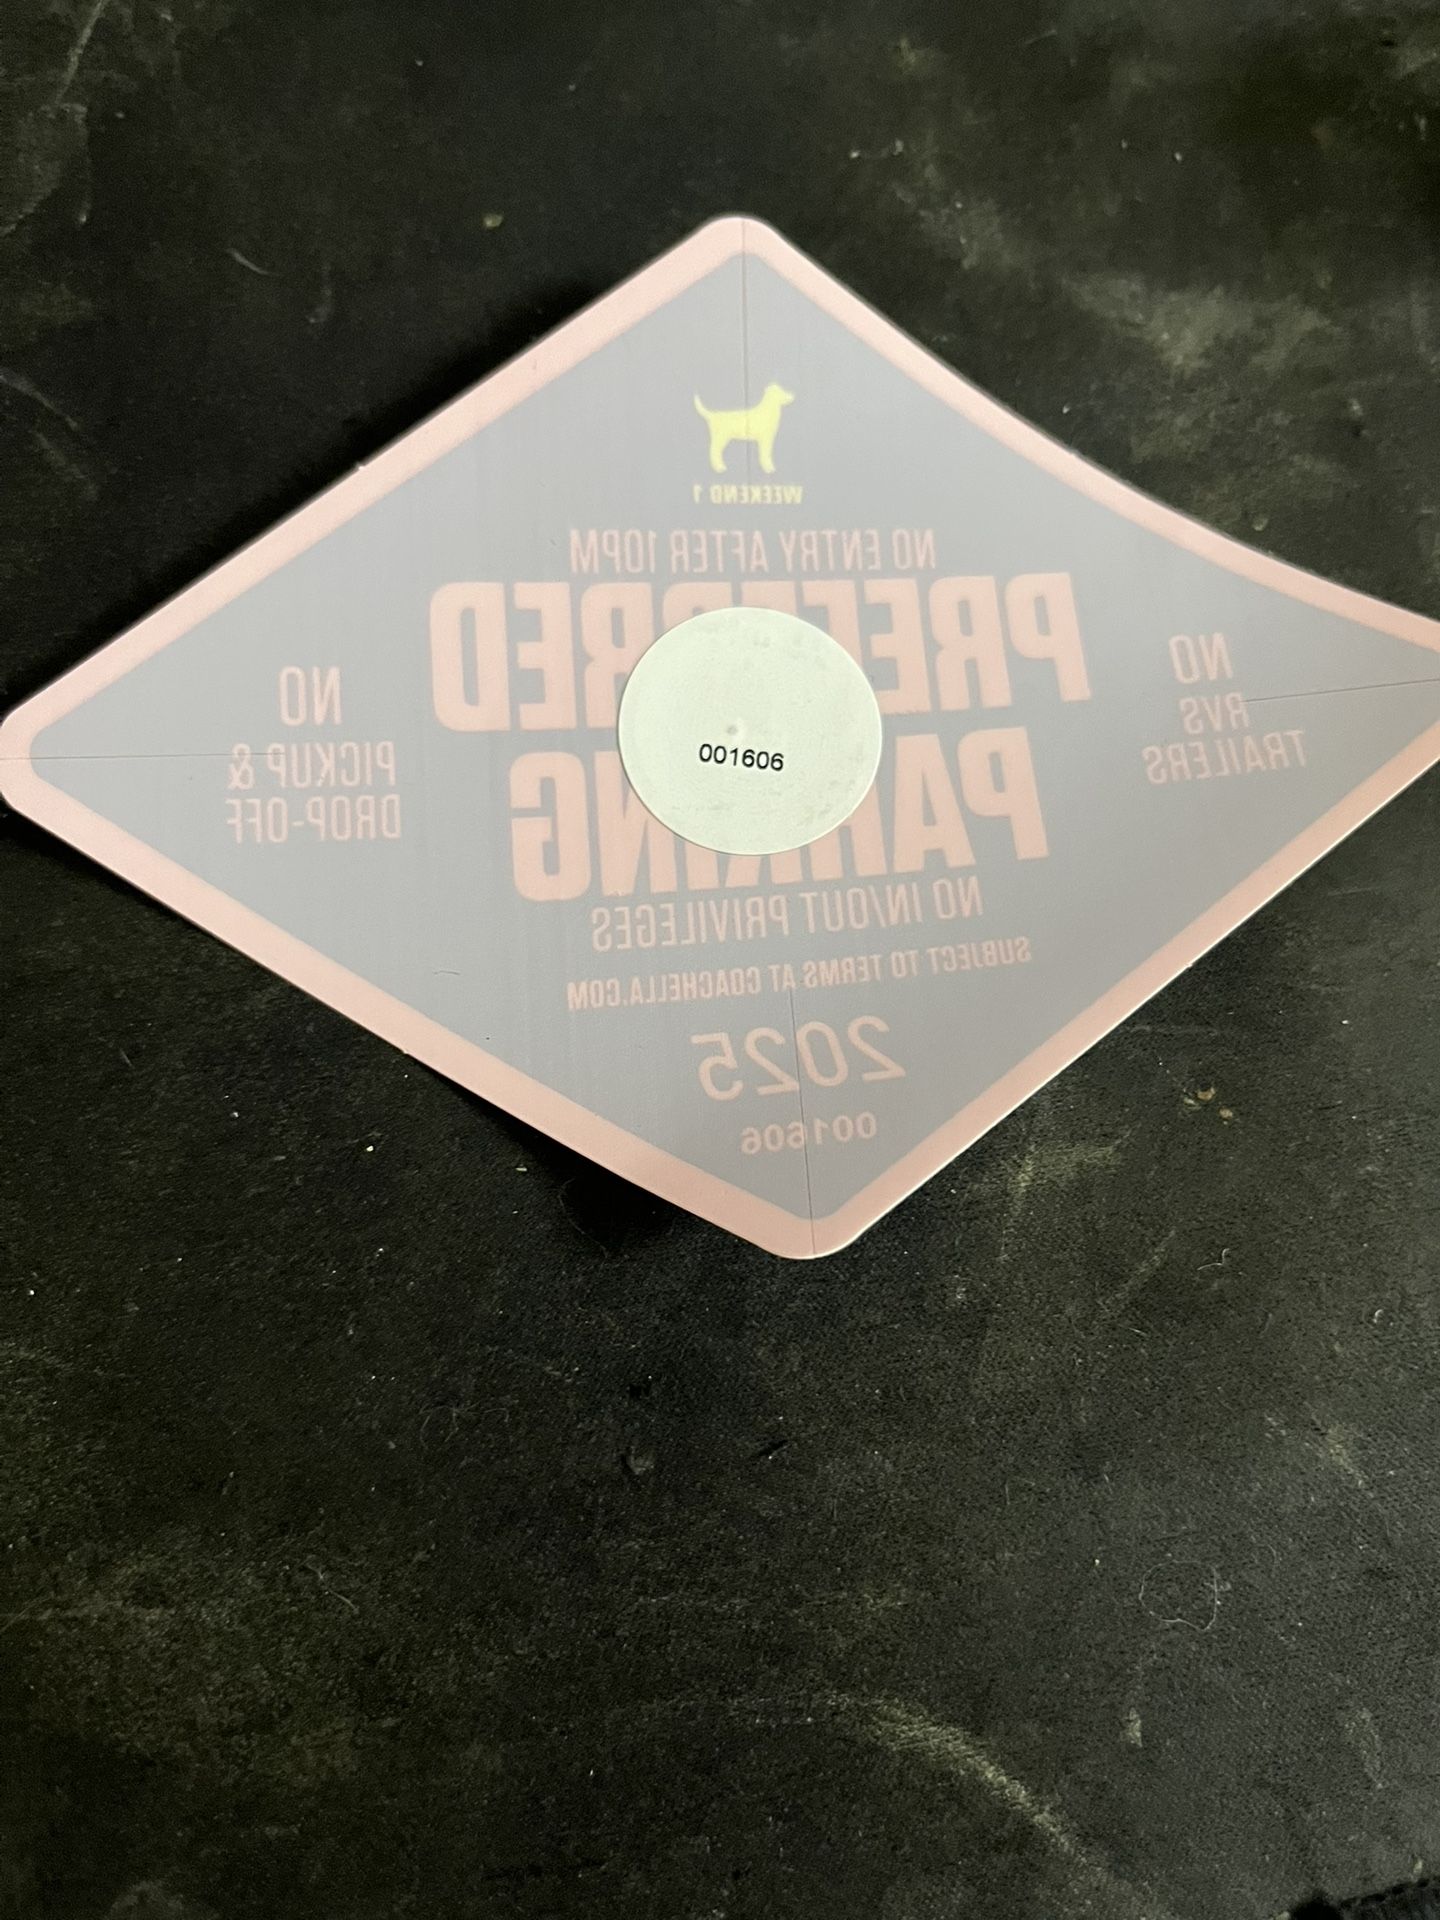 WEEKEND 1
NO ENTRY AFTER 10PM
PREFERRED
PARKING
001606
NO
PICKUP &
DROP-OFF
NO
RVS
TRAILERS
NO IN/OUT PRIVILEGES
SUBJECT TO TERMS AT COACHELLA.COM
2025
001606